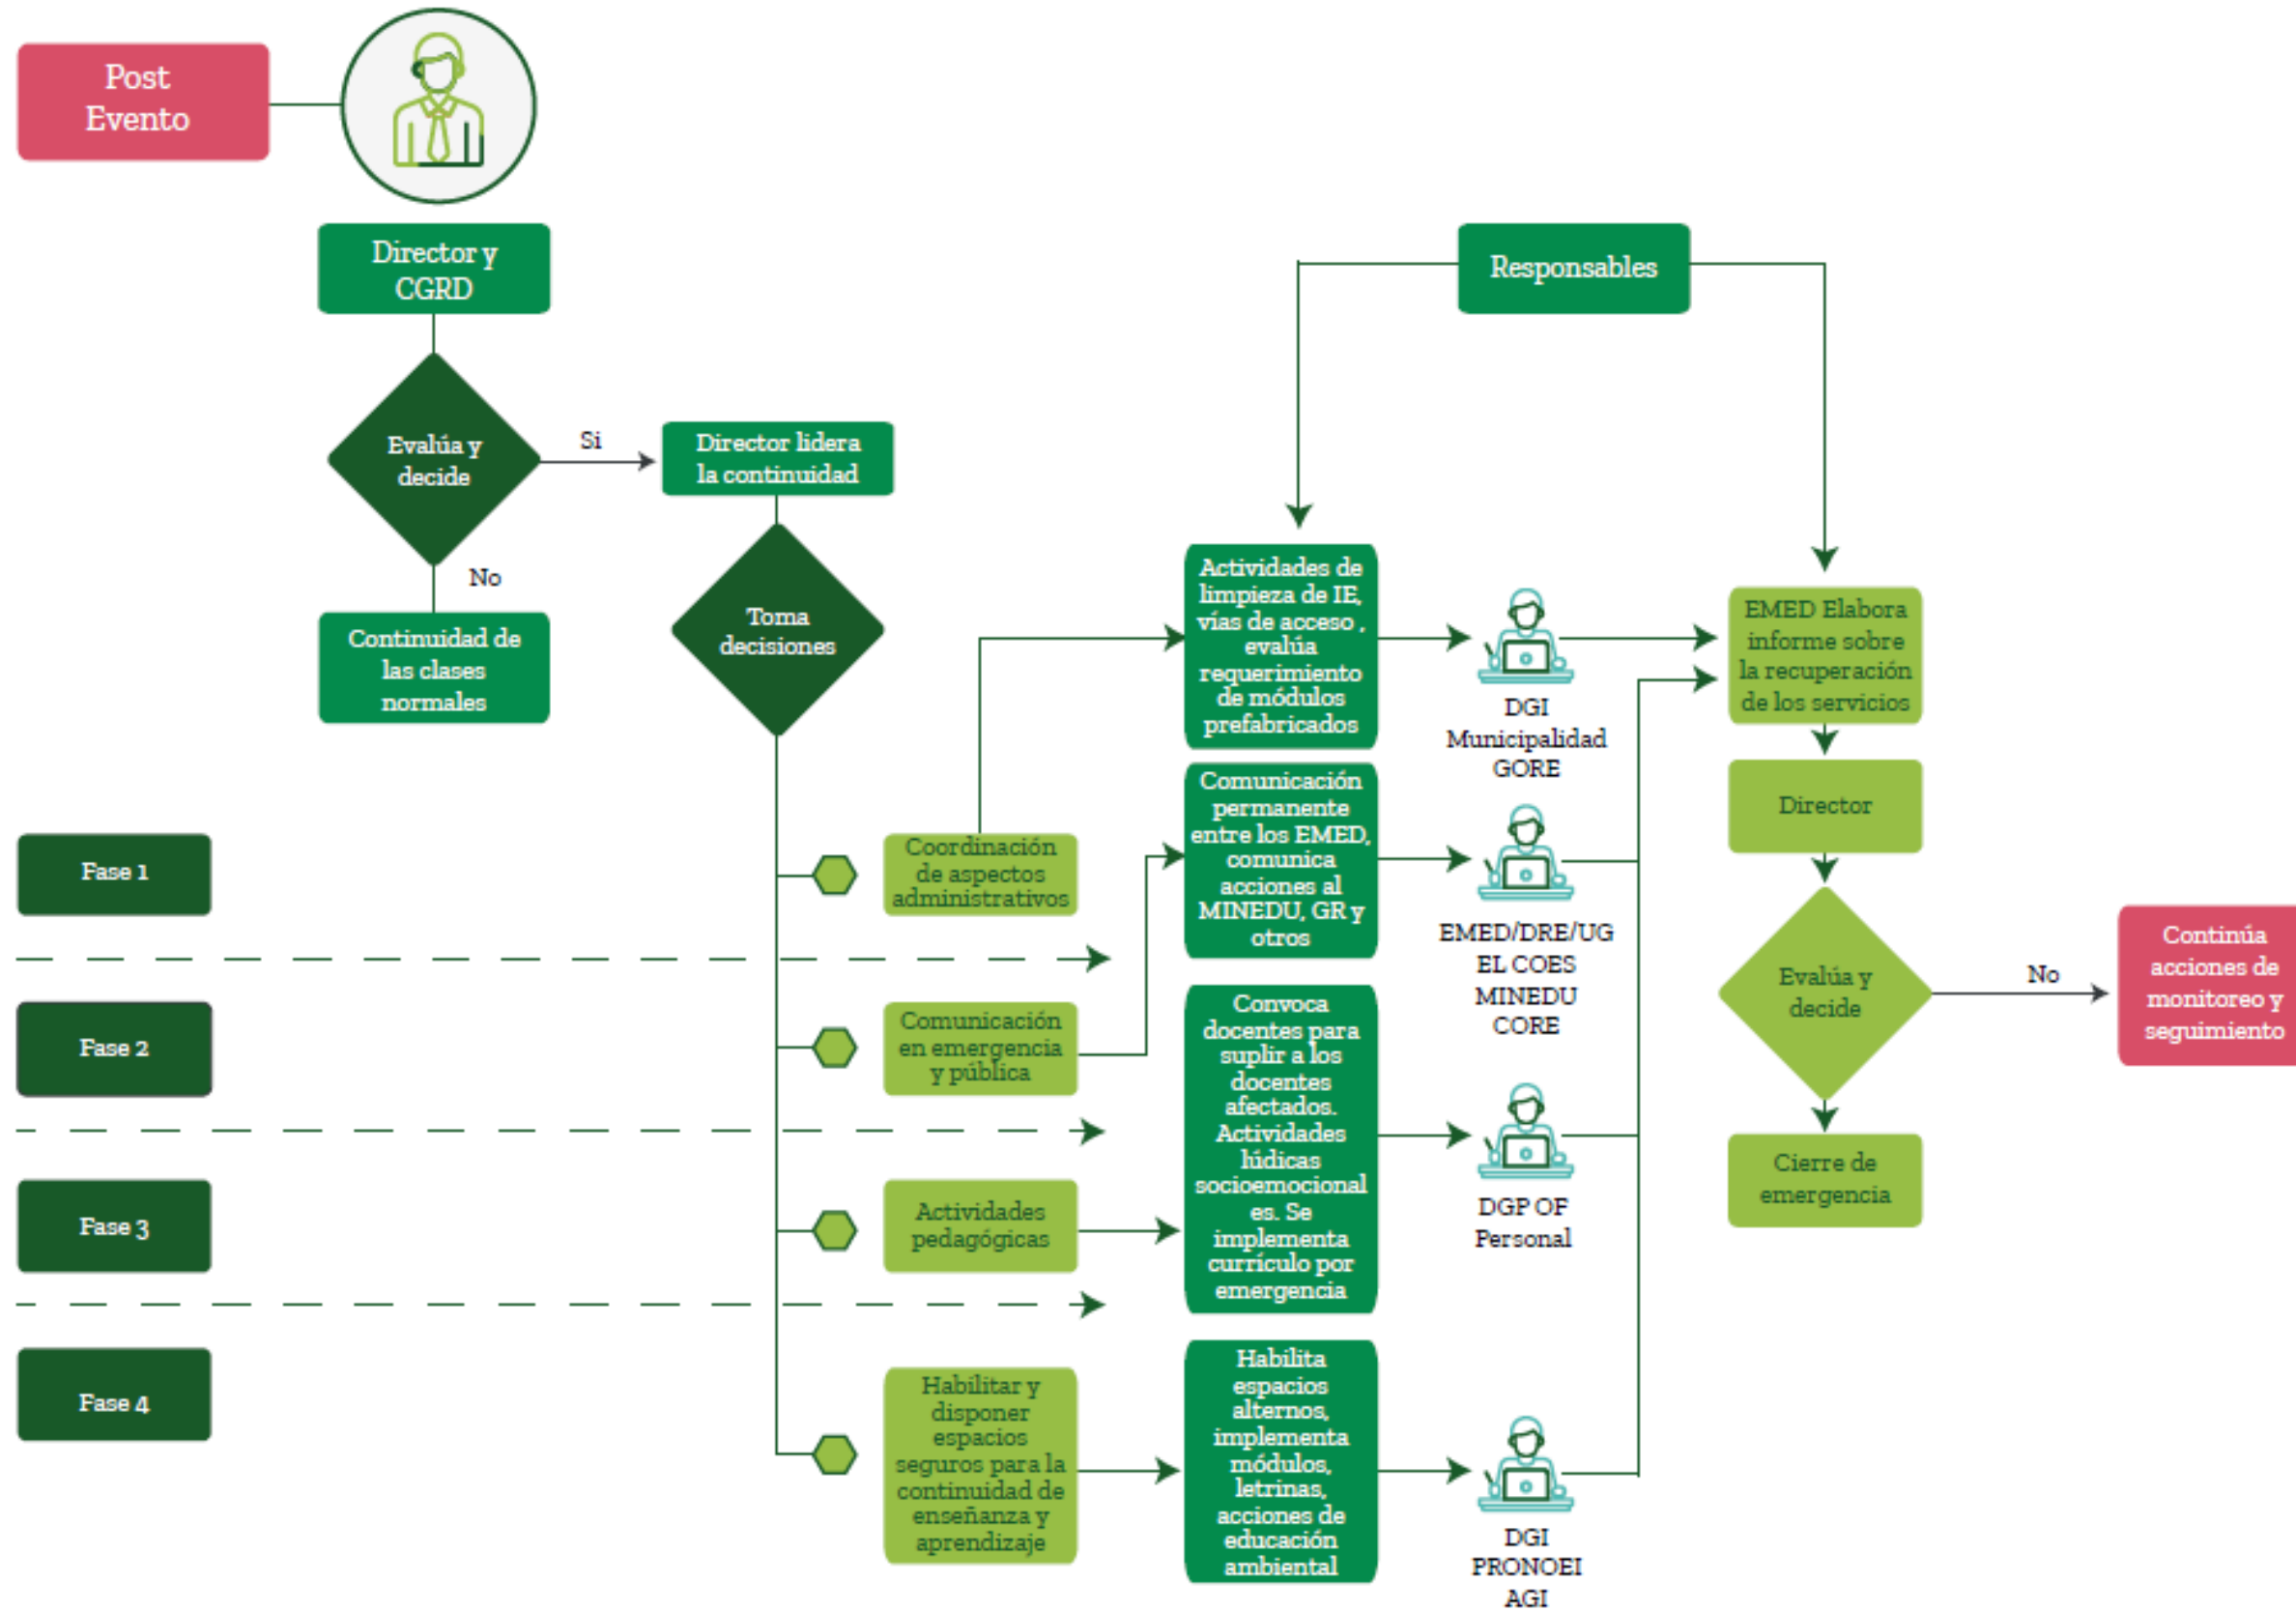 Post
Evento
Director y
CGRD
Responsables
Evalúa y
decide
Si
Director lidera
la continuidad
No
Continuidad de
las clases
normales
Toma
decisiones
Actividades de
limpieza de IE,
vías de acceso ,
evalúa
requerimiento
de módulos
prefabricados
DGI
Municipalidad
GORE
EMED Elabora
informe sobre
la recuperación
de los servicios
Director
Fase 1
Coordinación
de aspectos
administrativos
Comunicación
permanente
entre los EMED,
comunica
acciones al
MINEDU, GR y
otros
EMED/DRE/UG
EL COES
MINEDU
CORE
Evalúa y
decide
No
Continúa
acciones de
monitoreo y
seguimiento
Fase 2
Comunicación
en emergencia
y pública
Convoca
docentes para
suplir a los
docentes
afectados.
Actividades
lúdicas
socioemocional
es. Se
implementa
currículo por
emergencia
DGP OF
Personal
Cierre de
emergencia
Fase 3
Actividades
pedagógicas
Fase 4
Habilitar y
disponer
espacios
seguros para la
continuidad de
enseñanza y
aprendizaje
Habilita
espacios
alternos,
implementa
módulos,
letrinas,
acciones de
educación
ambiental
DGI
PRONOEI
AGI